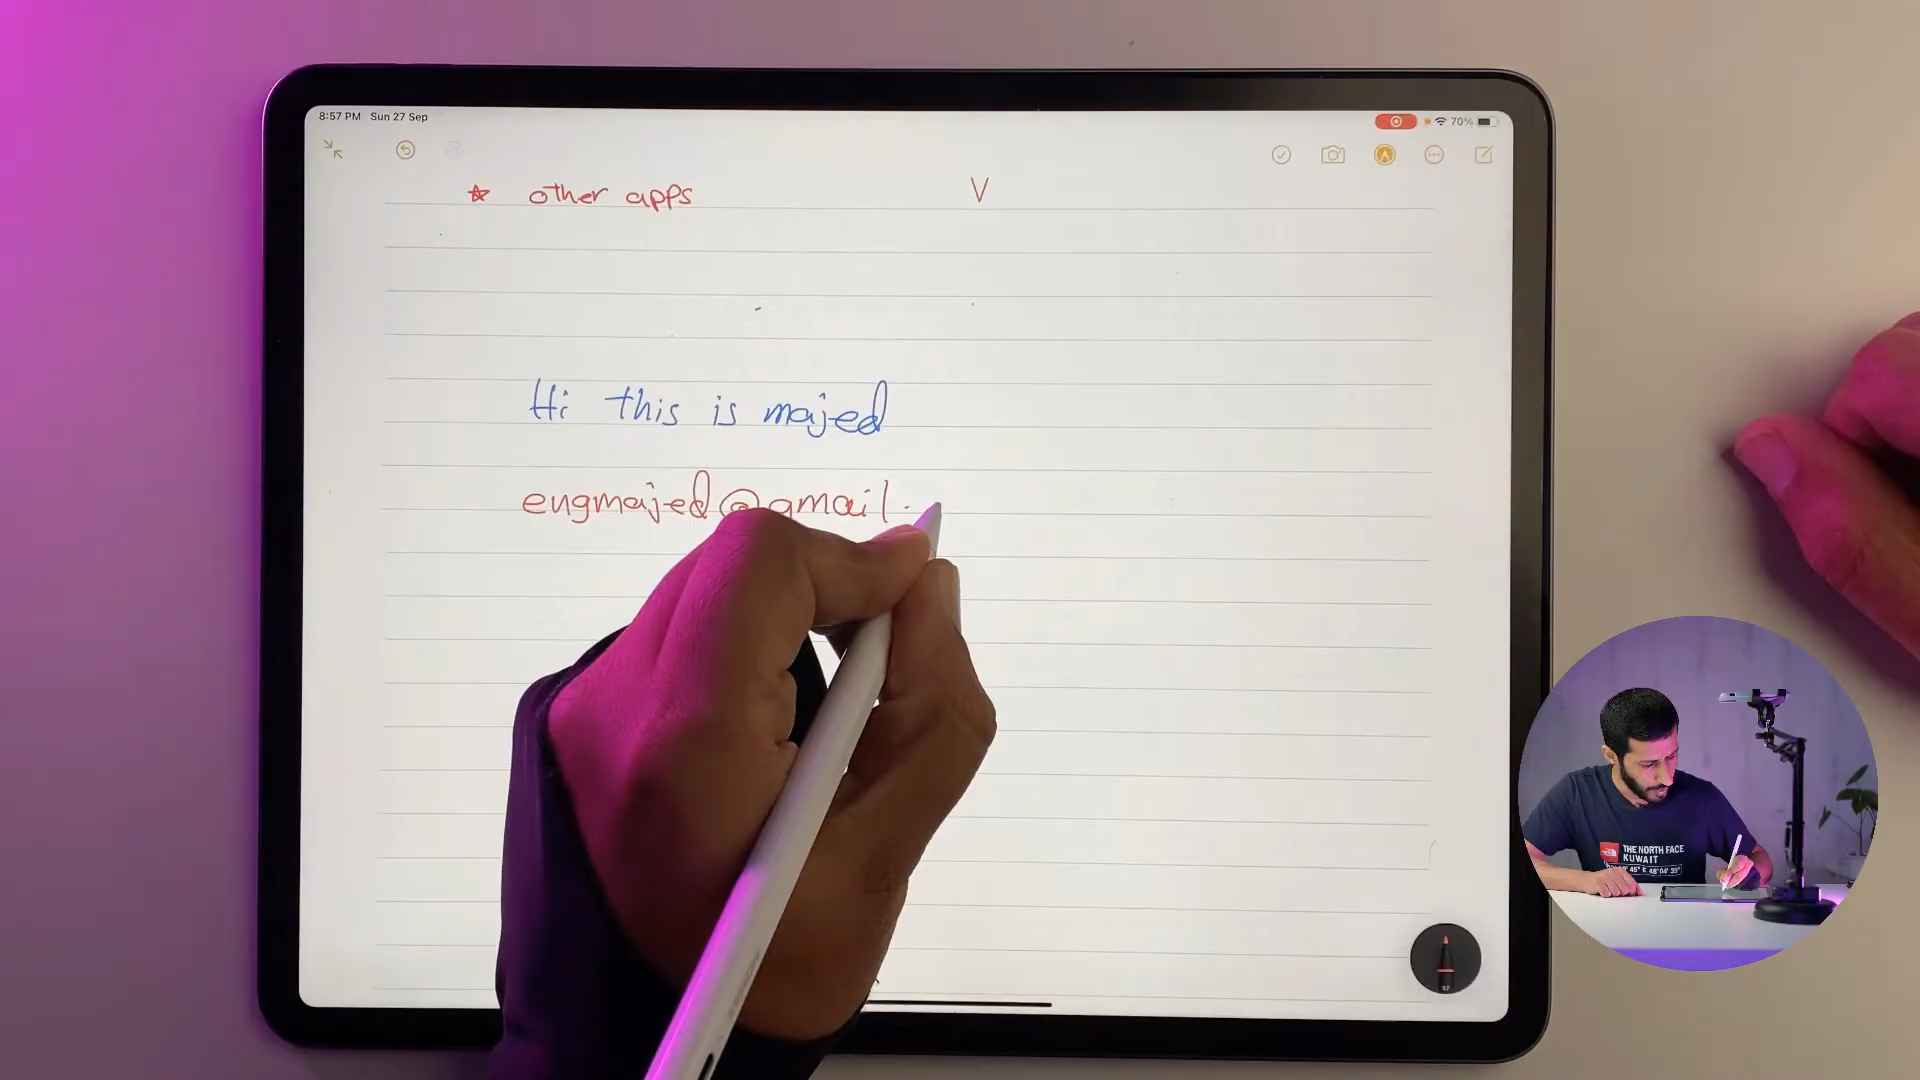 8:57 PM Sun 27 Sep
70%
other apps
V
Hi this is majed
engmajed@gmail.
THE NORTH FACE
KUWAIT
97